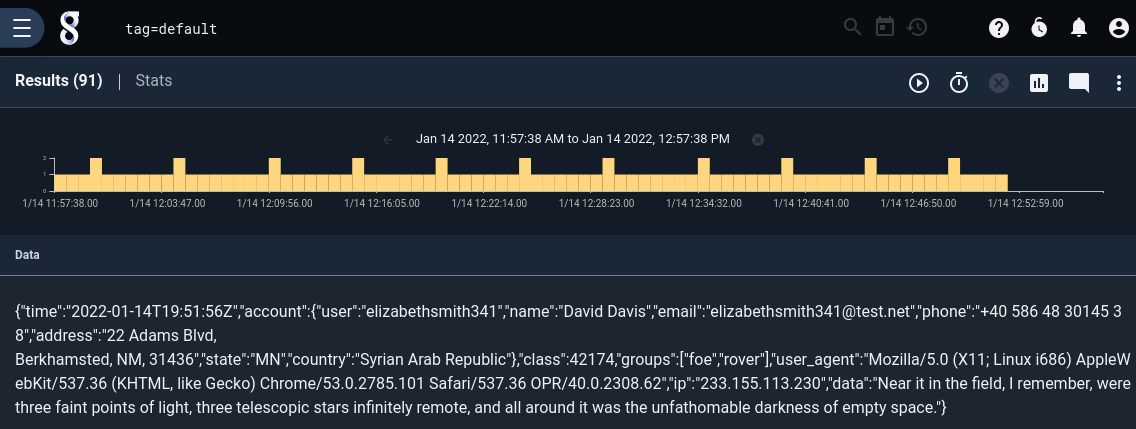 tag=default
Results (91) | Stats
Jan 14 2022, 11:57:38 AM to Jan 14 2022, 12:57:38 PM
2
1
0
1/14 11:57:38.00 1/14 12:03:47.00 1/14 12:09:56.00 1/14 12:16:05.00 1/14 12:22:14.00 1/14 12:28:23.00 1/14 12:34:32.00 1/14 12:40:41.00 1/14 12:46:50.00 1/14 12:52:59.00
Data
{"time":"2022-01-14T19:51:56Z","account":{"user":"elizabethsmith341","name":"David Davis","email":"elizabethsmith341@test.net","phone":"+40 586 48 30145 3
8","address":"22 Adams Blvd,
Berkhamsted, NM, 31436","state":"MN","country":"Syrian Arab Republic"},"class":42174,"groups":["foe","rover"],"user_agent":"Mozilla/5.0 (X11; Linux i686) AppleW
ebKit/537.36 (KHTML, like Gecko) Chrome/53.0.2785.101 Safari/537.36 OPR/40.0.2308.62","ip":"233.155.113.230","data":"Near it in the field, I remember, were
three faint points of light, three telescopic stars infinitely remote, and all around it was the unfathomable darkness of empty space."}